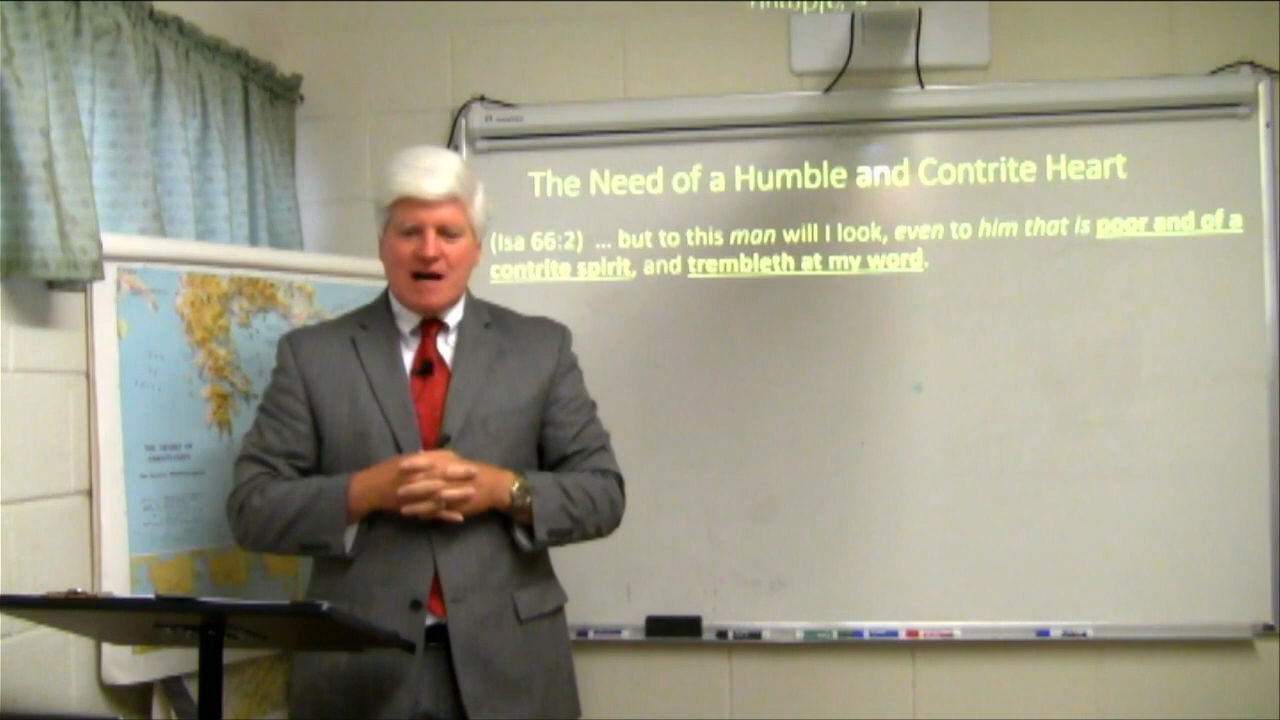 The Need of a Humble and Contrite Heart
(Isa 66:2) ... but to this man will I look, even to him that is poor and of a
contrite spirit, and trembleth at my word.